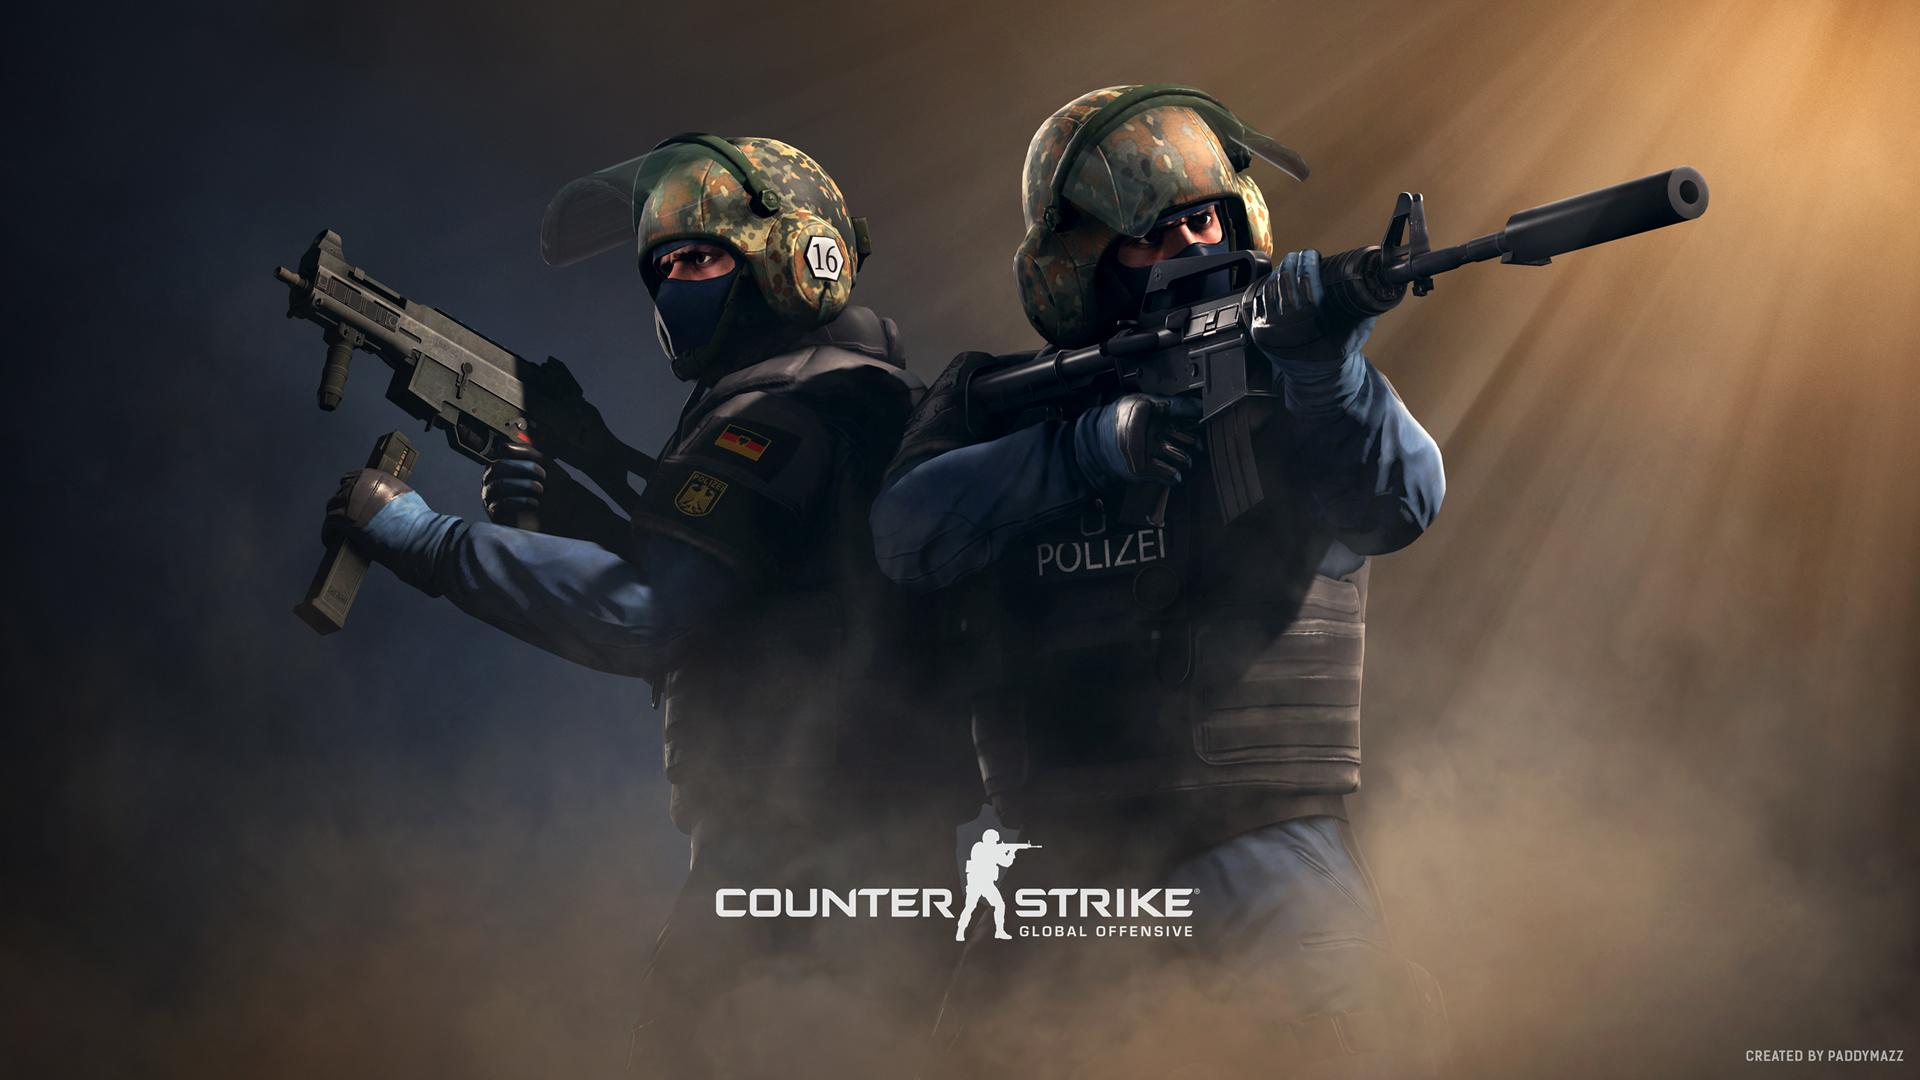 16
POLIZEI
POLIZEI
COUNTER STRIKE®
GLOBAL OFFENSIVE
CREATED BY PADDYMAZZ